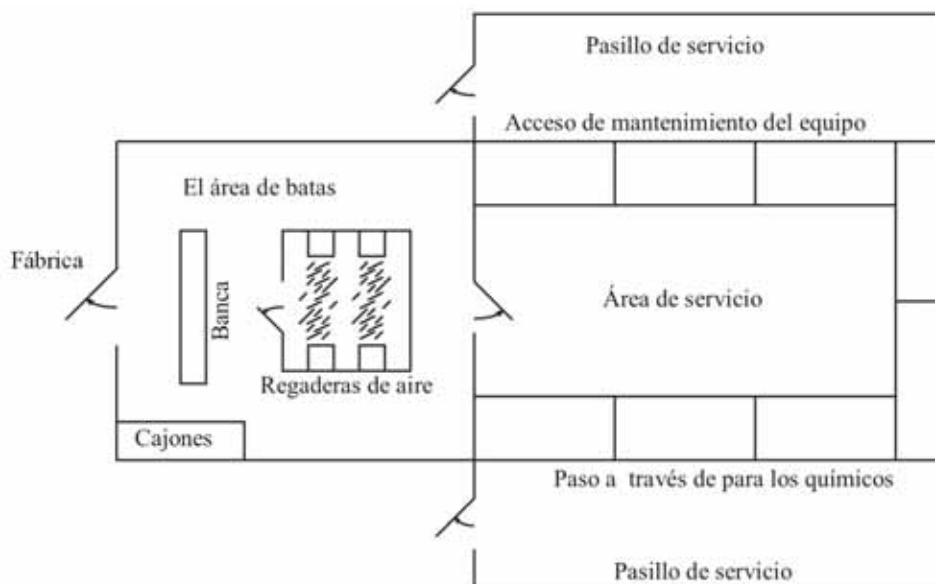 Pasillo de servicio
Acceso de mantenimiento del equipo
El área de batas
Fábrica
Banca
Área de servicio
Regaderas de aire
Cajones
Paso a través de para los químicos
Pasillo de servicio